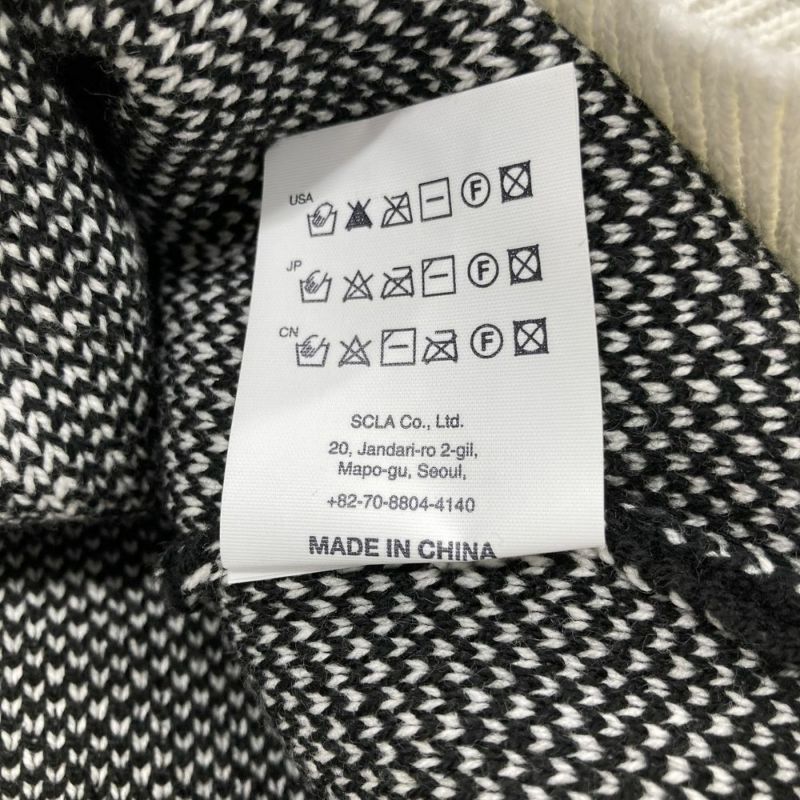 USA
F
JP
F
CN
F
SCLA Co., Ltd.
20, Jandari-ro 2-gil,
Mapo-gu, Seoul,
+82-70-8804-4140
MADE IN CHINA